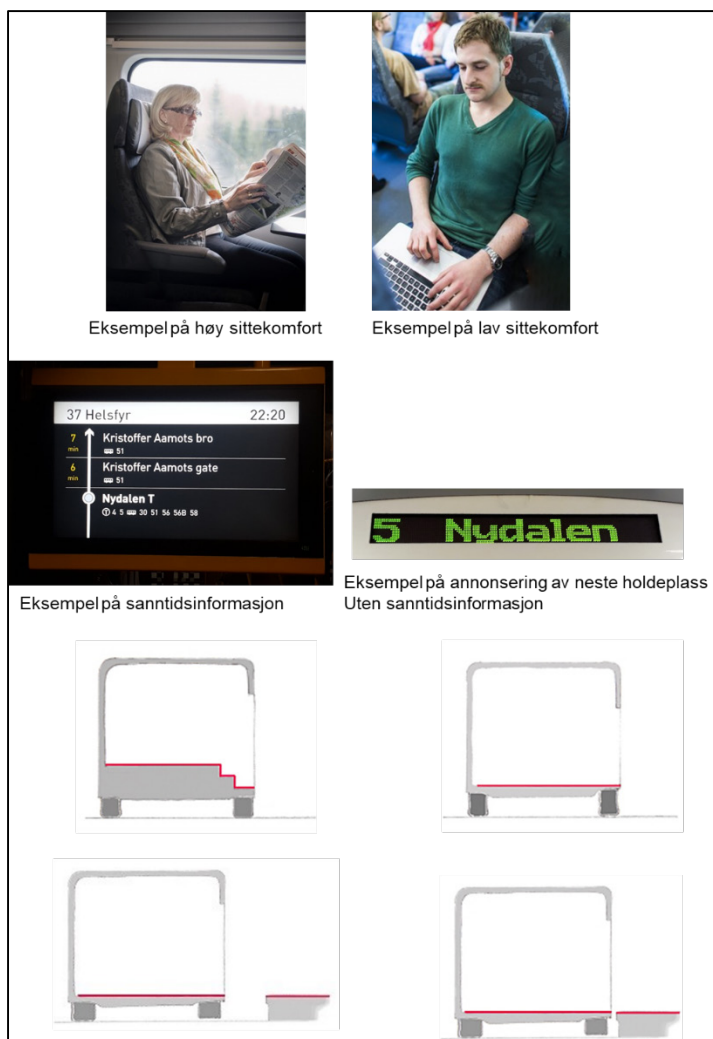 Eksempel på høy sittekomfort
Eksempel på lav sittekomfort
37 Helsfyr 22:20
7 min Kristoffer Aamots bro
51
6 min Kristoffer Aamots gate
51
Nydalen T
T 4 5 30 51 56 56B 58
5 Nydalen
Eksempel på sanntidsinformasjon
Eksempel på annonsering av neste holdeplass
Uten sanntidsinformasjon